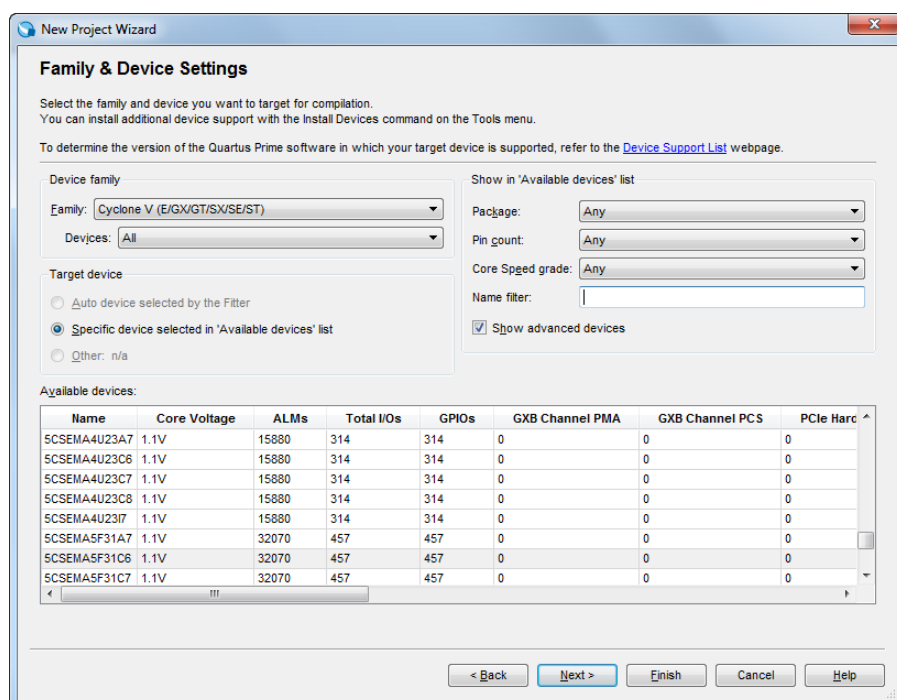 New Project Wizard
Family & Device Settings
Select the family and device you want to target for compilation.
You can install additional device support with the Install Devices command on the Tools menu.
To determine the version of the Quartus Prime software in which your target device is supported, refer to the Device Support List webpage.
Device family
Family: Cyclone V (E/GX/GT/SX/SE/ST)
Devices: All
Target device
Auto device selected by the Fitter
Specific device selected in 'Available devices' list
Other: n/a
Show in 'Available devices' list
Package: Any
Pin count: Any
Core Speed grade: Any
Name filter:
Show advanced devices
Available devices:
Name Core Voltage ALMs Total I/Os GPIOs GXB Channel PMA GXB Channel PCS PCIe Hard
5CSEMA4U23A7 1.1V 15880 314 314 0 0 0
5CSEMA4U23C6 1.1V 15880 314 314 0 0 0
5CSEMA4U23C7 1.1V 15880 314 314 0 0 0
5CSEMA4U23C8 1.1V 15880 314 314 0 0 0
5CSEMA4U23I7 1.1V 15880 314 314 0 0 0
5CSEMA5F31A7 1.1V 32070 457 457 0 0 0
5CSEMA5F31C6 1.1V 32070 457 457 0 0 0
5CSEMA5F31C7 1.1V 32070 457 457 0 0 0
< Back Next > Finish Cancel Help